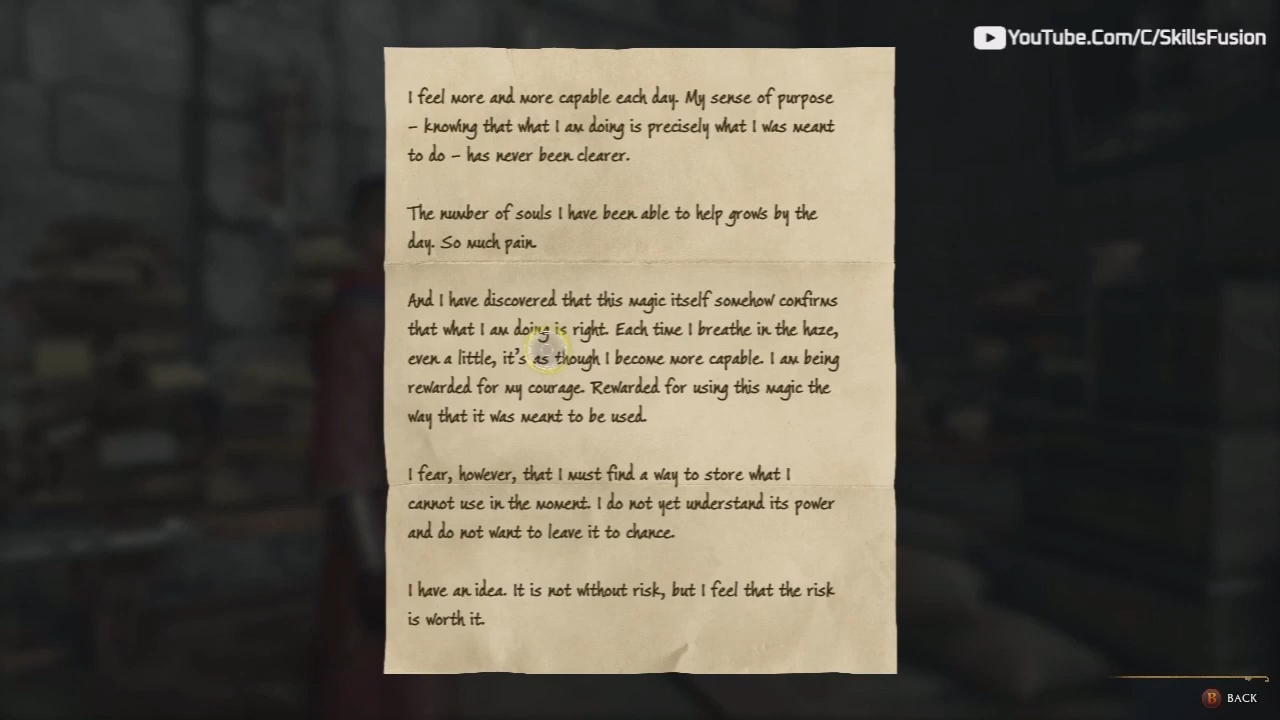 YouTube.Com/C/SkillsFusion
I feel more and more capable each day. My sense of purpose
– knowing that what I am doing is precisely what I was meant
to do – has never been clearer.
The number of souls I have been able to help grows by the
day. So much pain.
And I have discovered that this magic itself somehow confirms
that what I am doing is right. Each time I breathe in the haze,
even a little, it's as though I become more capable. I am being
rewarded for my courage. Rewarded for using this magic the
way that it was meant to be used.
I fear, however, that I must find a way to store what I
cannot use in the moment. I do not yet understand its power
and do not want to leave it to chance.
I have an idea. It is not without risk, but I feel that the risk
is worth it.
B BACK